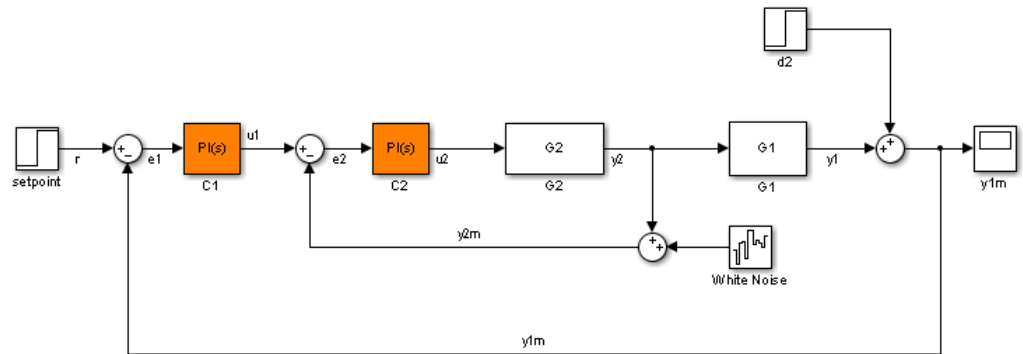 d2
setpoint
r
e1
PI(s)
C1
u1
e2
PI(s)
C2
u2
G2
G2
y2
G1
G1
y1
y1m
y2m
White Noise
y1m